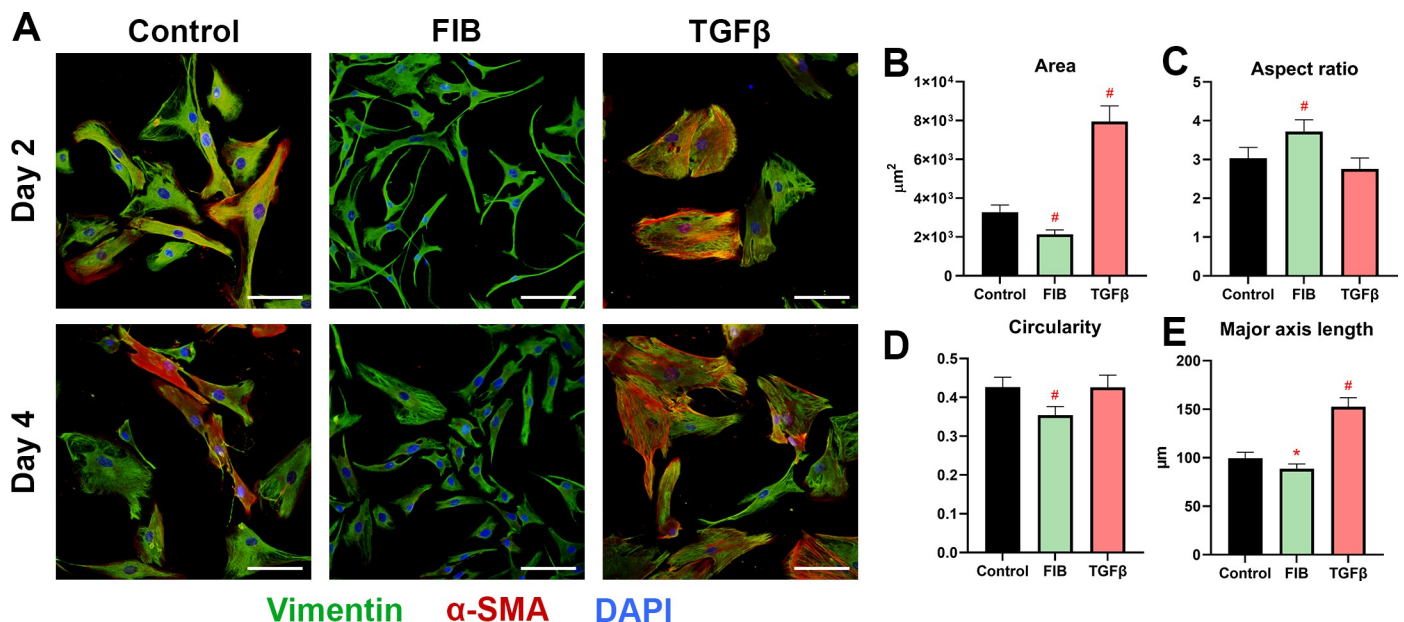 A
Control
FIB
TGFβ
Day 2
Day 4
Vimentin α-SMA DAPI
B
Area
1×10⁴
8×10³
6×10³
4×10³
2×10³
0
μm²
#
#
Control FIB TGFβ
C
Aspect ratio
5
4
3
2
1
0
#
Control FIB TGFβ
D
Circularity
0.5
0.4
0.3
0.2
0.1
0.0
#
Control FIB TGFβ
E
Major axis length
200
150
100
50
0
μm
*
#
Control FIB TGFβ